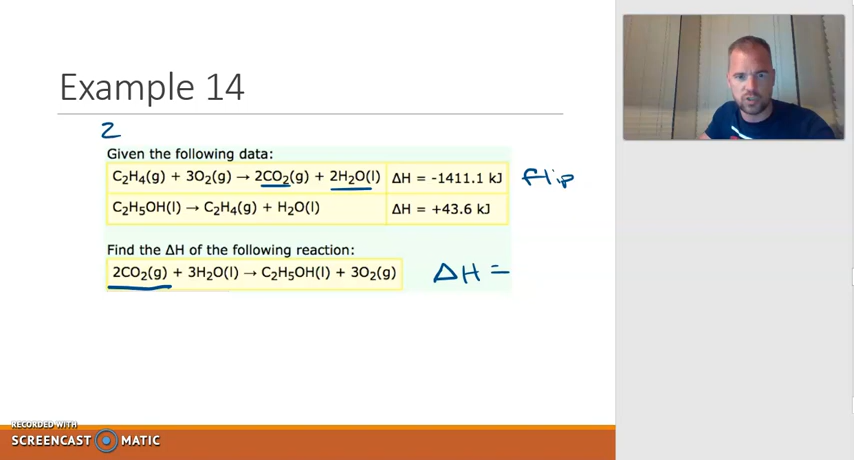 Example 14
2
Given the following data:
C₂H₄(g) + 3O₂(g) → 2CO₂(g) + 2H₂O(l) ΔH = -1411.1 kJ flip
C₂H₅OH(l) → C₂H₄(g) + H₂O(l) ΔH = +43.6 kJ
Find the ΔH of the following reaction:
2CO₂(g) + 3H₂O(l) → C₂H₅OH(l) + 3O₂(g) ΔH =
RECORDED WITH
SCREENCAST MATIC